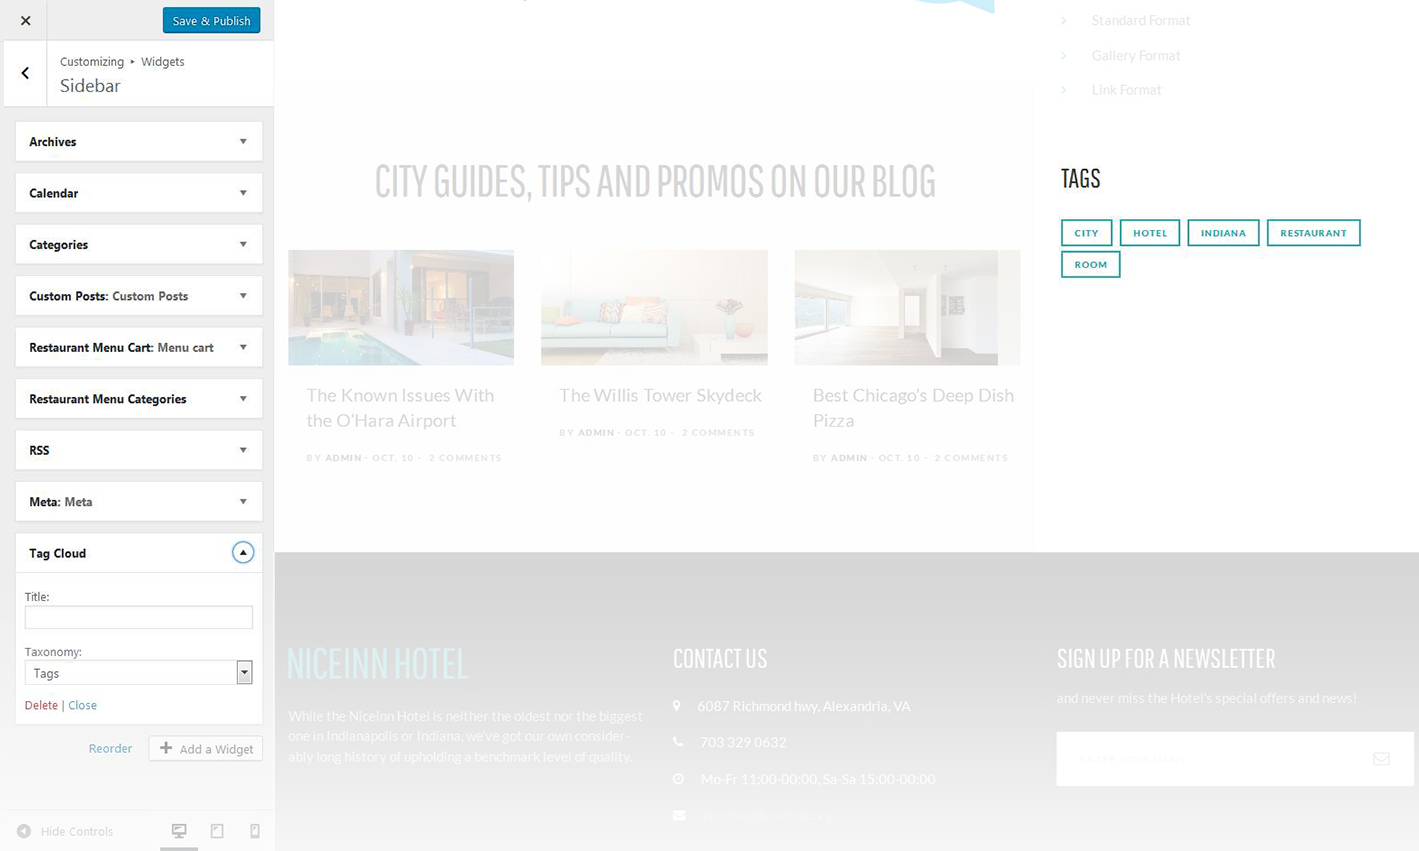 Save & Publish
Customizing ▸ Widgets
Sidebar
Archives
Calendar
Categories
Custom Posts: Custom Posts
Restaurant Menu Cart: Menu cart
Restaurant Menu Categories
RSS
Meta: Meta
Tag Cloud
Title:
Taxonomy:
Tags
Delete | Close
Reorder
Add a Widget
Hide Controls
CITY GUIDES, TIPS AND PROMOS ON OUR BLOG
The Known Issues With
the O'Hara Airport
BY ADMIN - OCT. 10 - 2 COMMENTS
The Willis Tower Skydeck
BY ADMIN - OCT. 10 - 2 COMMENTS
Best Chicago's Deep Dish
Pizza
BY ADMIN - OCT. 10 - 2 COMMENTS
Standard Format
Gallery Format
Link Format
TAGS
CITY HOTEL INDIANA RESTAURANT
ROOM
NICEINN HOTEL
While the Niceinn Hotel is neither the oldest nor the biggest
one in Indianapolis or Indiana, we've got our own consider-
ably long history of upholding a benchmark level of quality.
CONTACT US
6087 Richmond hwy, Alexandria, VA
703 329 0632
Mo-Fr 11:00-00:00, Sa-Sa 15:00-00:00
SIGN UP FOR A NEWSLETTER
and never miss the Hotel's special offers and news!